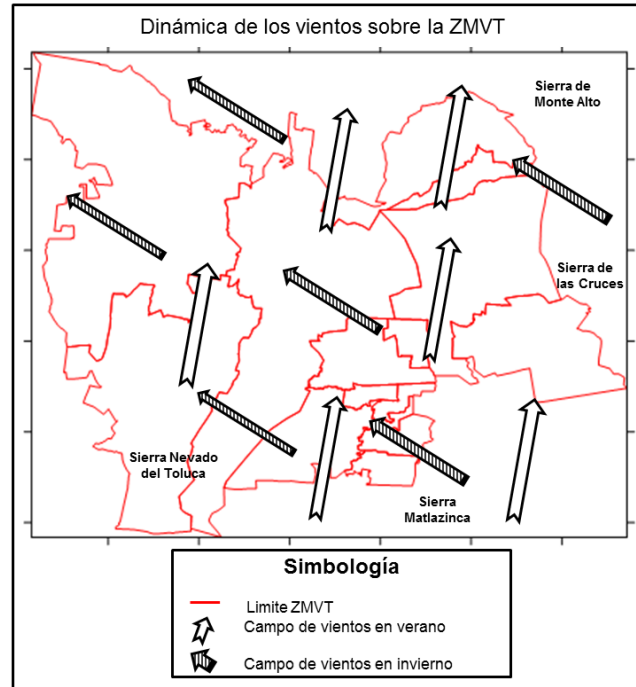 Dinámica de los vientos sobre la ZMVT
Sierra de
Monte Alto
Sierra de
las Cruces
Sierra Nevado
del Toluca
Sierra
Matlazinca
Simbología
Limite ZMVT
Campo de vientos en verano
Campo de vientos en invierno